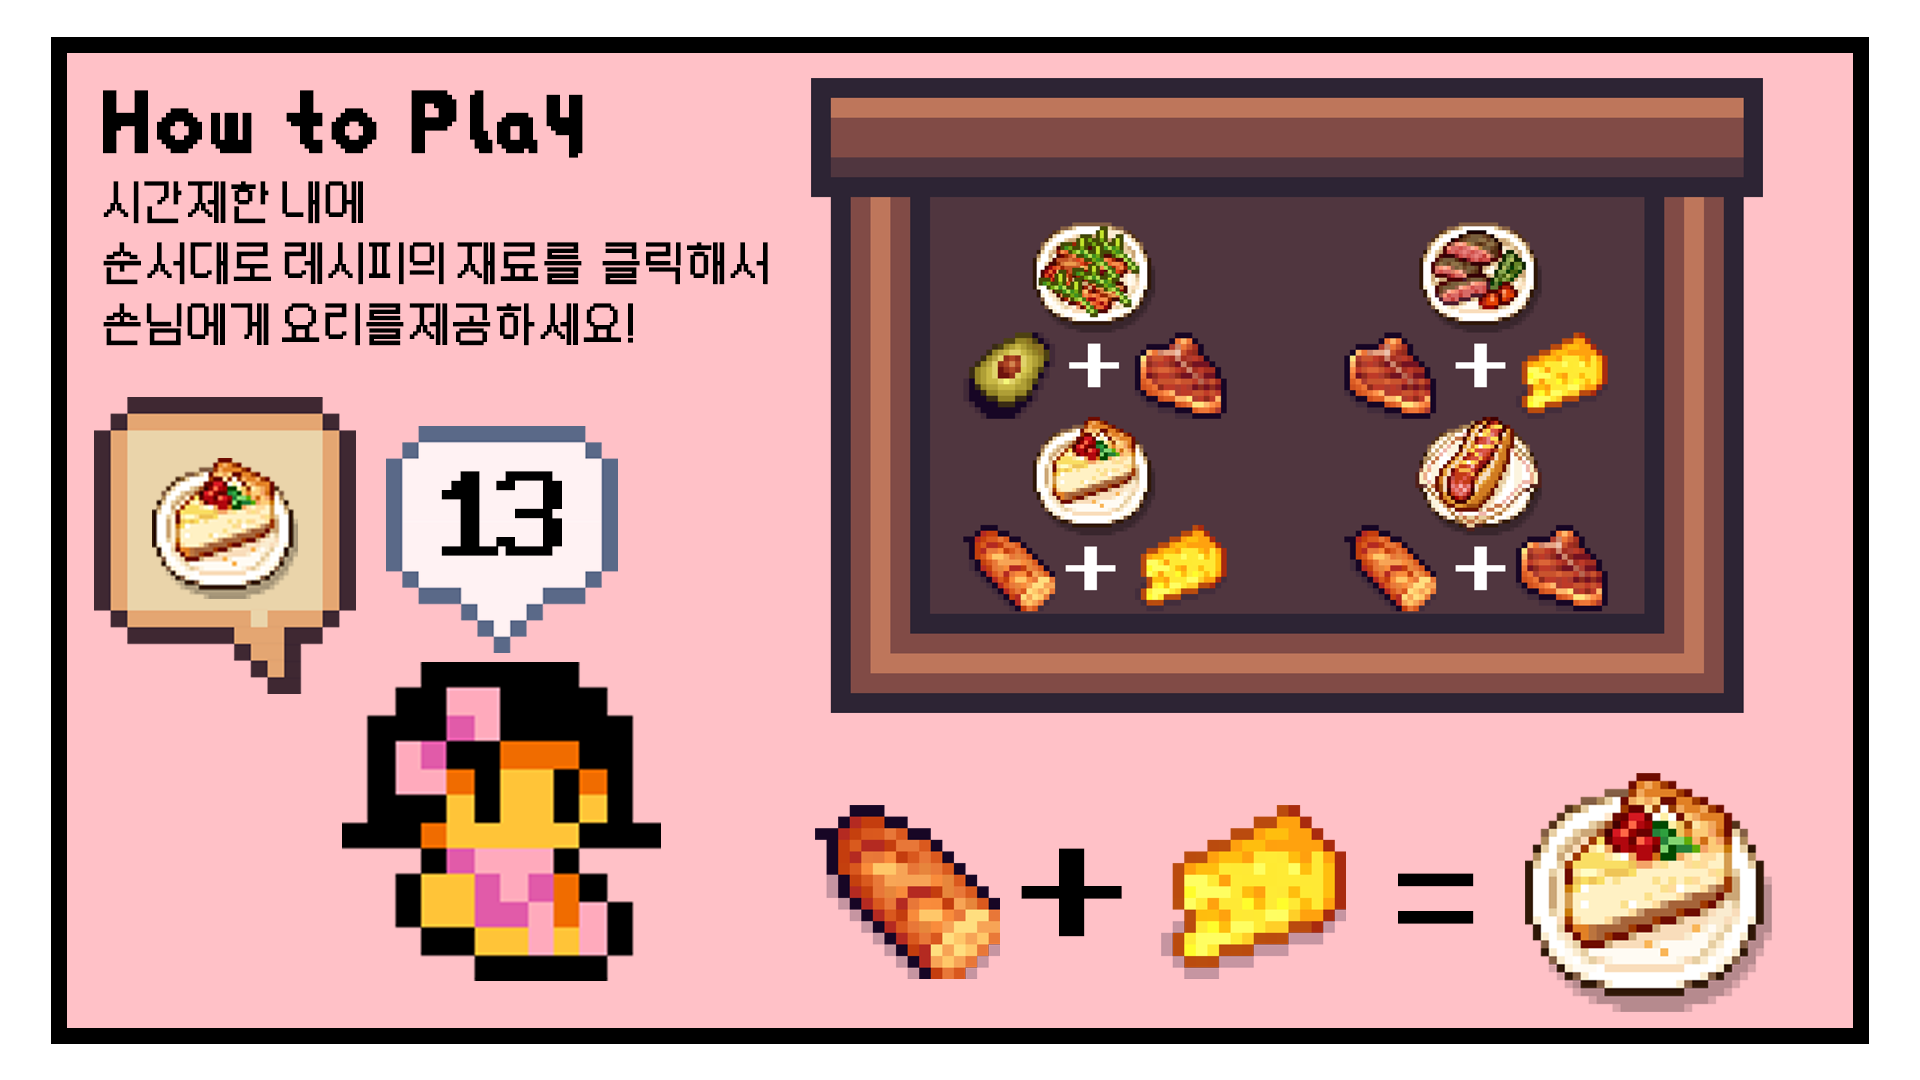 How to Play
시간제한 내에
순서대로 레시피의 재료를 클릭해서
손님에게 요리를제공하세요!
13
+ +
+ +
+ =